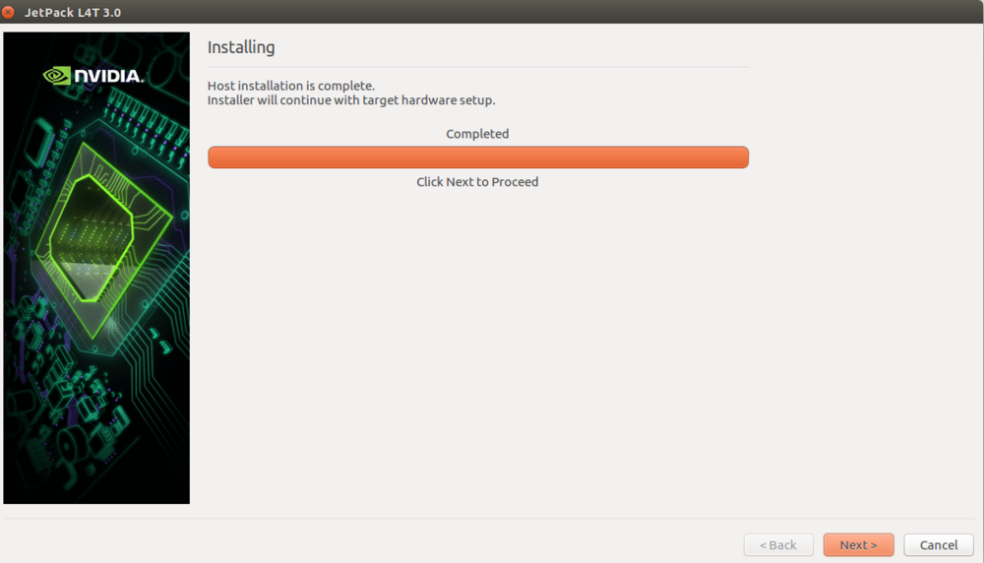 JetPack L4T 3.0
NVIDIA.
Installing
Host installation is complete.
Installer will continue with target hardware setup.
Completed
Click Next to Proceed
< Back
Next >
Cancel